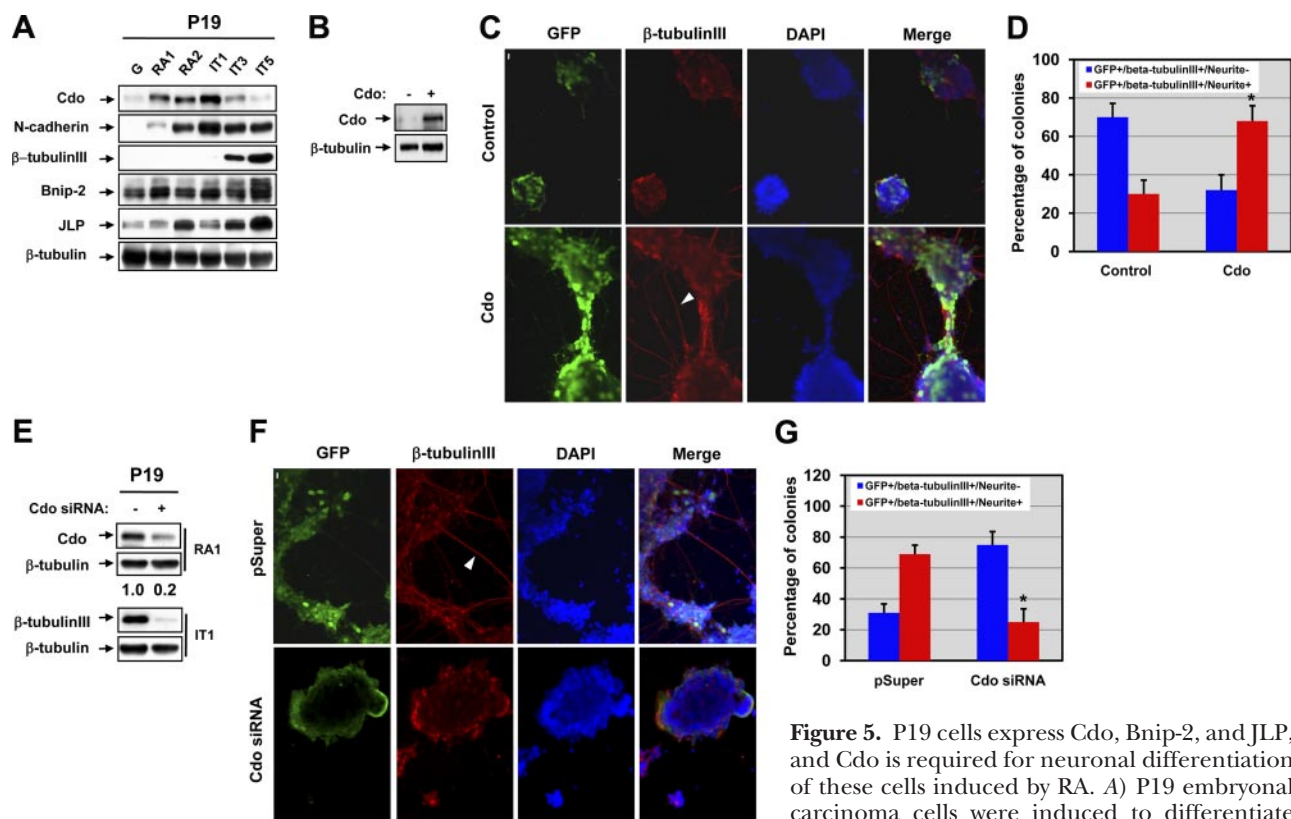 A
P19
G RA1 RA2 IT1 IT3 IT5
Cdo
N-cadherin
β–tubulinIII
Bnip-2
JLP
β-tubulin
B
Cdo: - +
Cdo
β-tubulin
C
GFP β-tubulinIII DAPI Merge
Control
Cdo
D
Percentage of colonies
100
80
60
40
20
0
GFP+/beta-tubulinIII+/Neurite-
GFP+/beta-tubulinIII+/Neurite+
*
Control Cdo
E
P19
Cdo siRNA: - +
Cdo
β-tubulin
RA1
1.0 0.2
β-tubulinIII
β-tubulin
IT1
F
GFP β-tubulinIII DAPI Merge
pSuper
Cdo siRNA
G
Percentage of colonies
120
100
80
60
40
20
0
GFP+/beta-tubulinIII+/Neurite-
GFP+/beta-tubulinIII+/Neurite+
*
pSuper Cdo siRNA
Figure 5. P19 cells express Cdo, Bnip-2, and JLP,
and Cdo is required for neuronal differentiation
of these cells induced by RA. A) P19 embryonal
carcinoma cells were induced to differentiate